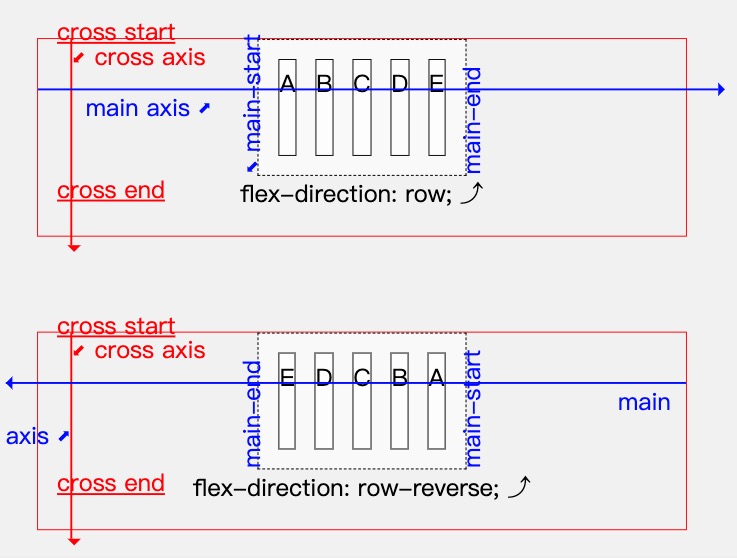 cross start
cross axis
main-start
A B C D E
main-end
main axis
cross end
flex-direction: row;
cross start
cross axis
main-end
E D C B A
main-start
main
axis
cross end
flex-direction: row-reverse;